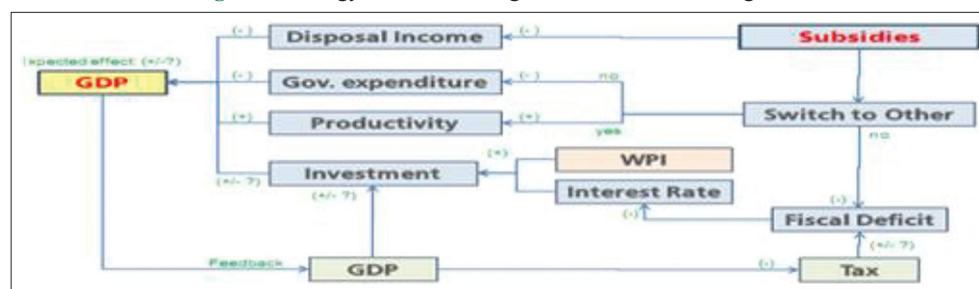 (-)
Disposal Income
(-)
Subsidies
Expected effect: (+/-?)
GDP
(-)
Gov. expenditure
(-)
no
Switch to Other
(+)
Productivity
(+)
yes
no
(+)
WPI
Investment
(+/- ?)
(+/- ?)
Interest Rate
(-)
(-)
Fiscal Deficit
(+/- ?)
Feedback
GDP
(-)
Tax